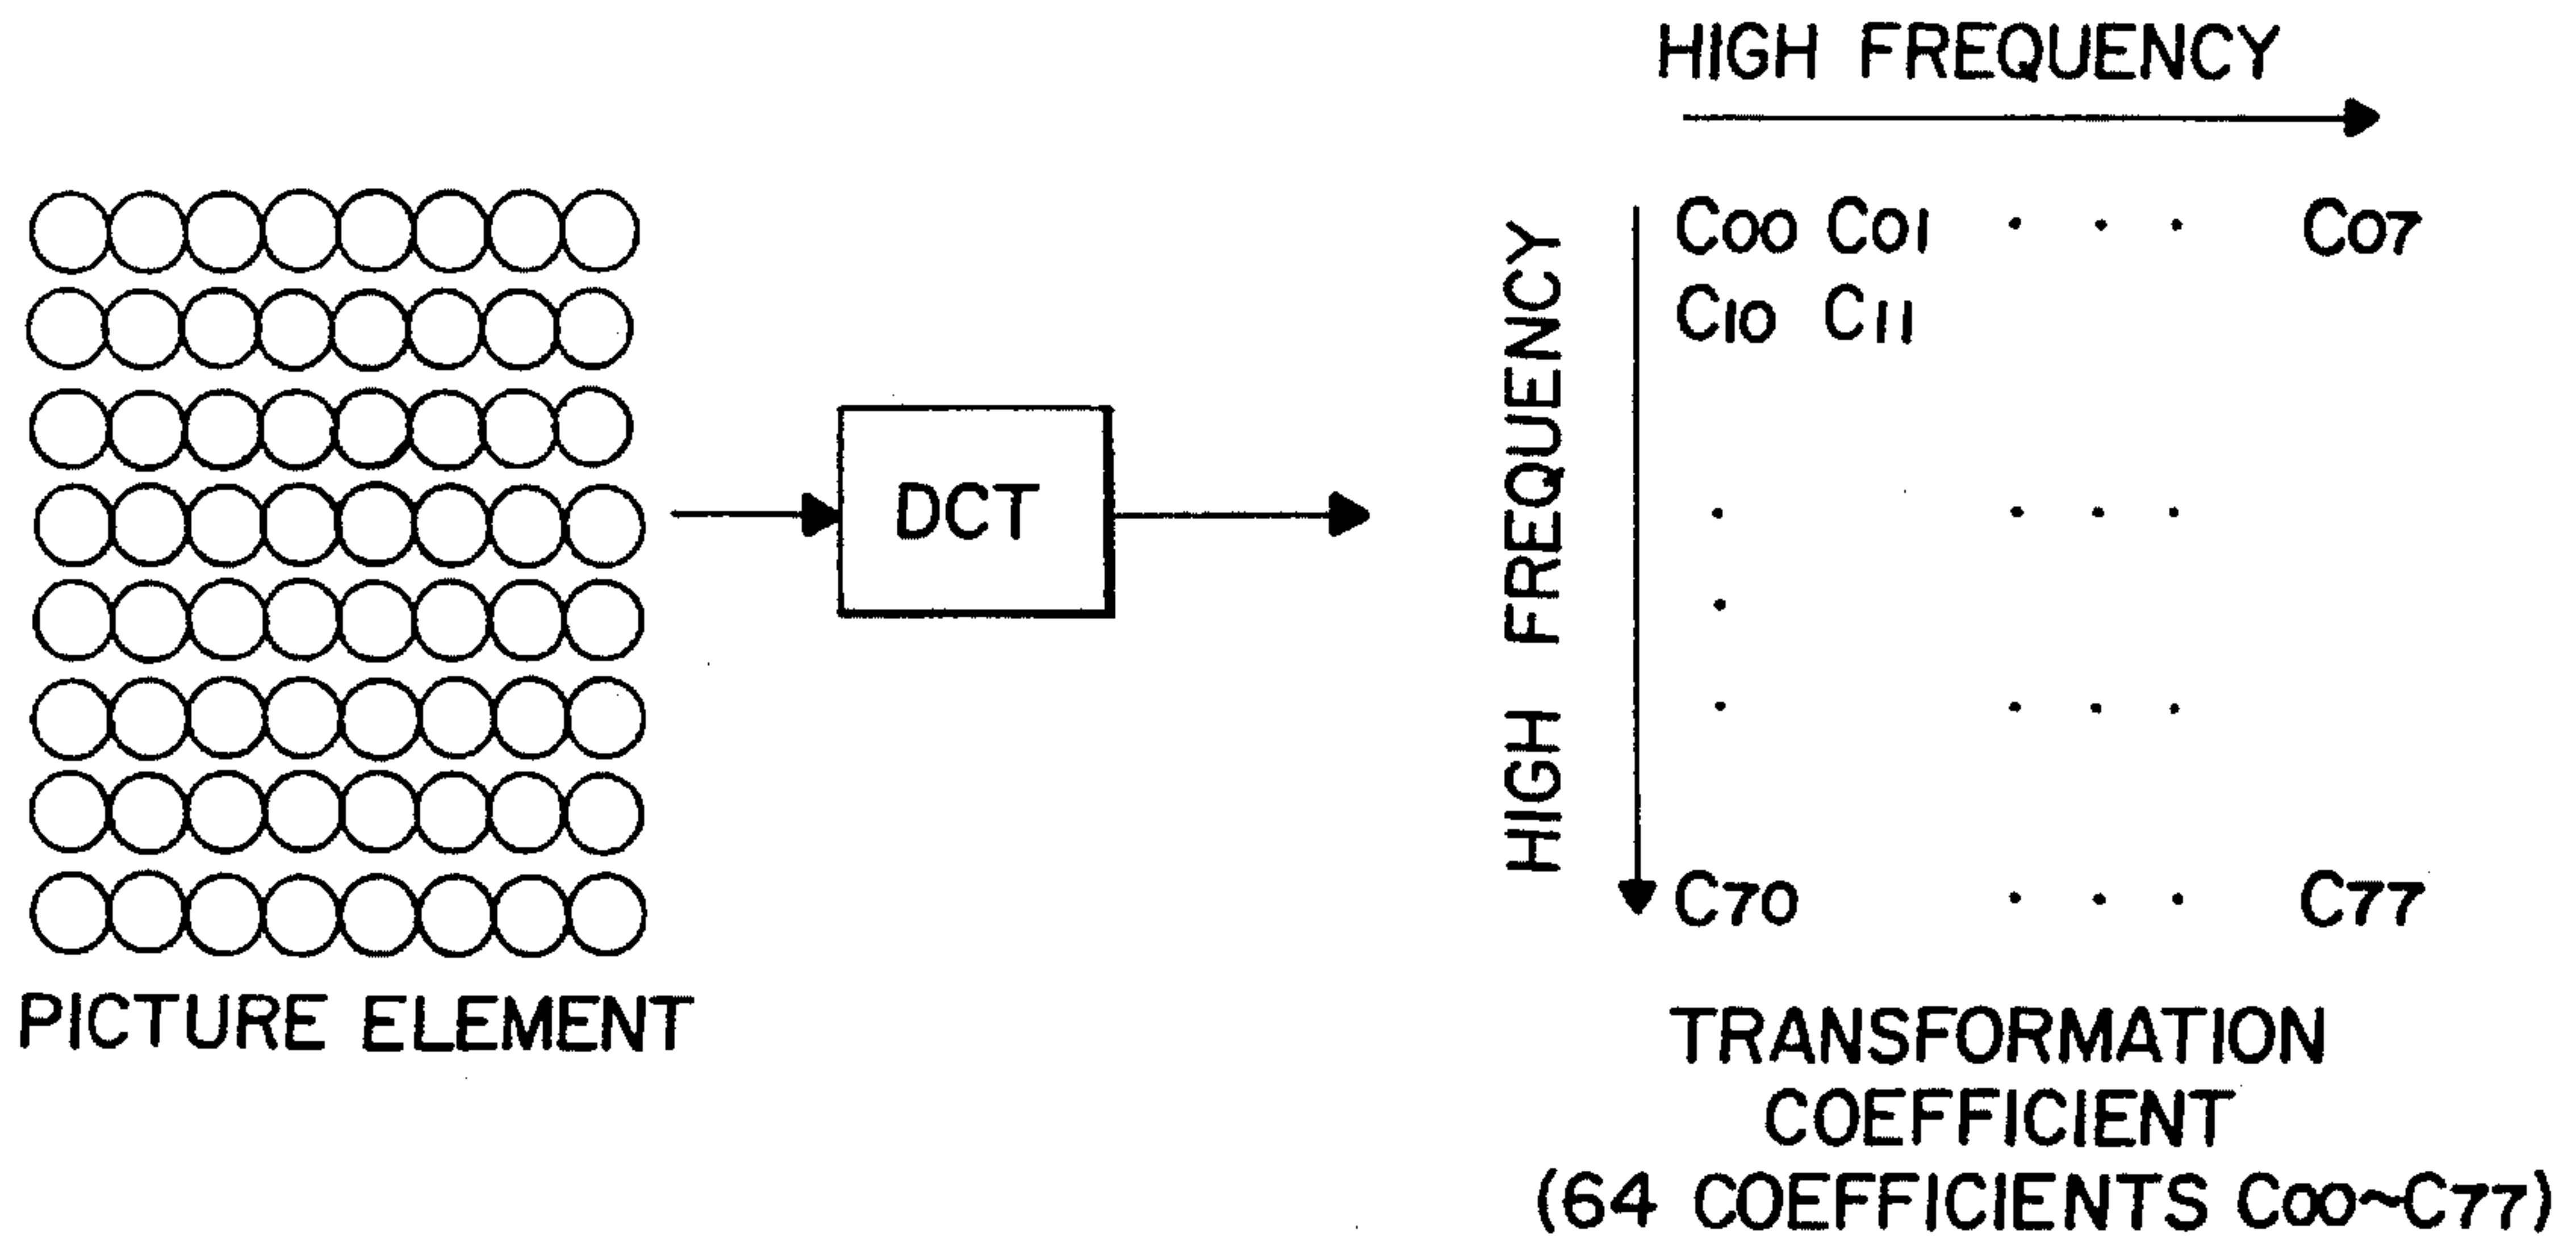 HIGH FREQUENCY
HIGH FREQUENCY
C00 C01 · · · C07
C10 C11
DCT
C70 · · · C77
PICTURE ELEMENT
TRANSFORMATION
COEFFICIENT
(64 COEFFICIENTS C00~C77)